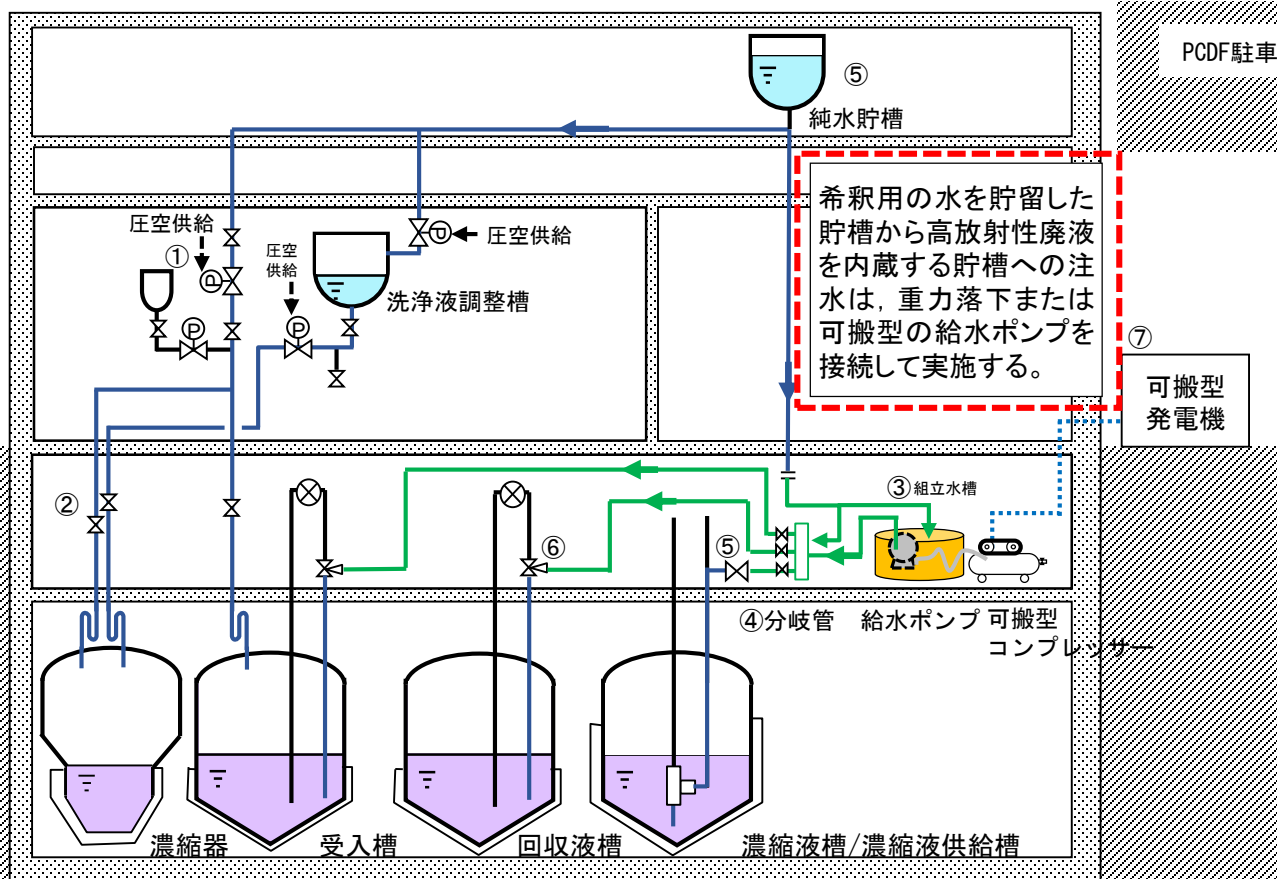 PCDF駐車
⑤
純水貯槽
希釈用の水を貯留した
貯槽から高放射性廃液
を内蔵する貯槽への注
水は，重力落下または
可搬型の給水ポンプを
接続して実施する。
圧空供給
①
P
P
圧空
供給
P
圧空供給
洗浄液調整槽
⑦
可搬型
発電機
②
③組立水槽
⑥
⑤
④分岐管
給水ポンプ
可搬型
コンプレッサー
濃縮器
受入槽
回収液槽
濃縮液槽/濃縮液供給槽